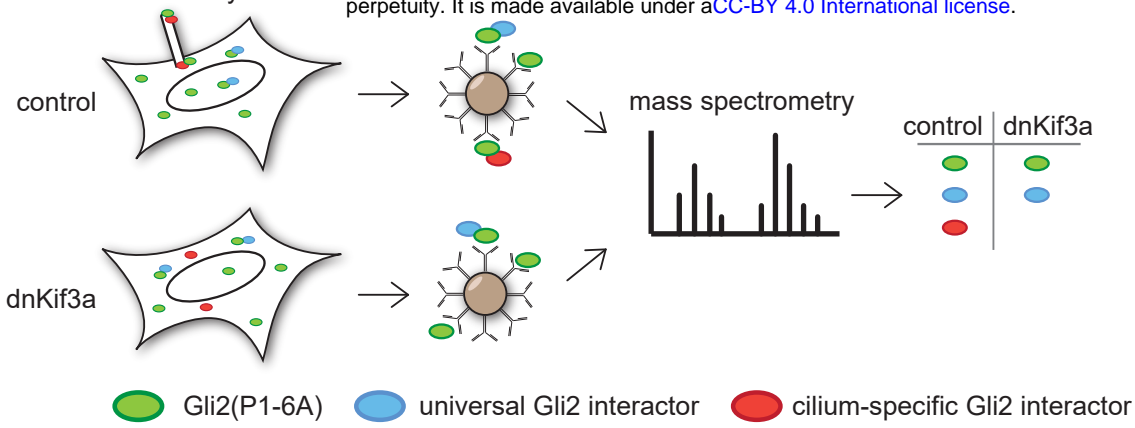 perpetuity. It is made available under aCC-BY 4.0 International license.
control
mass spectrometry
control dnKif3a
dnKif3a
Gli2(P1-6A) universal Gli2 interactor cilium-specific Gli2 interactor